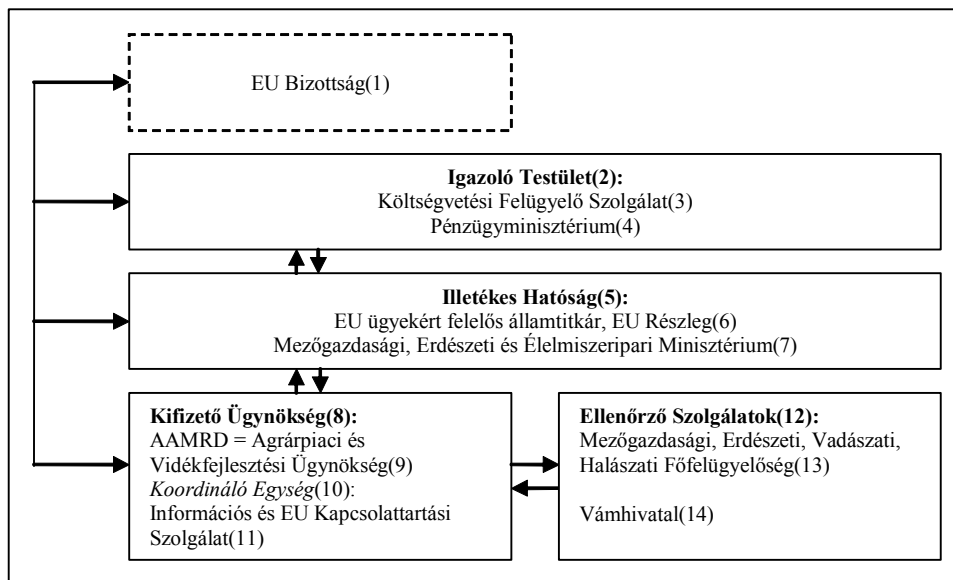 EU Bizottság(1)
Igazoló Testület(2):
Költségvetési Felügyelő Szolgálat(3)
Pénzügyminisztérium(4)
Illetékes Hatóság(5):
EU ügyekért felelős államtitkár, EU Részleg(6)
Mezőgazdasági, Erdészeti és Élelmiszeripari Minisztérium(7)
Kifizető Ügynökség(8):
AAMRD = Agrárpiaci és
Vidékfejlesztési Ügynökség(9)
Koordináló Egység(10):
Információs és EU Kapcsolattartási
Szolgálat(11)
Ellenőrző Szolgálatok(12):
Mezőgazdasági, Erdészeti, Vadászati,
Halászati Főfelügyelőség(13)
Vámhivatal(14)